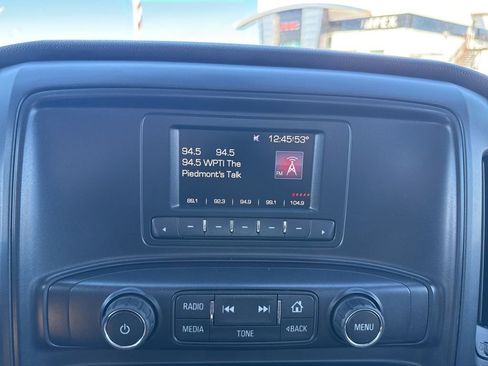 APEX
12:45/53°
94.5 94.5
94.5 WPTI The
Piedmont's Talk
FM
89.1 | 92.3 | 94.9 | 99.1 | 104.9
RADIO
MEDIA
TONE
BACK
MENU